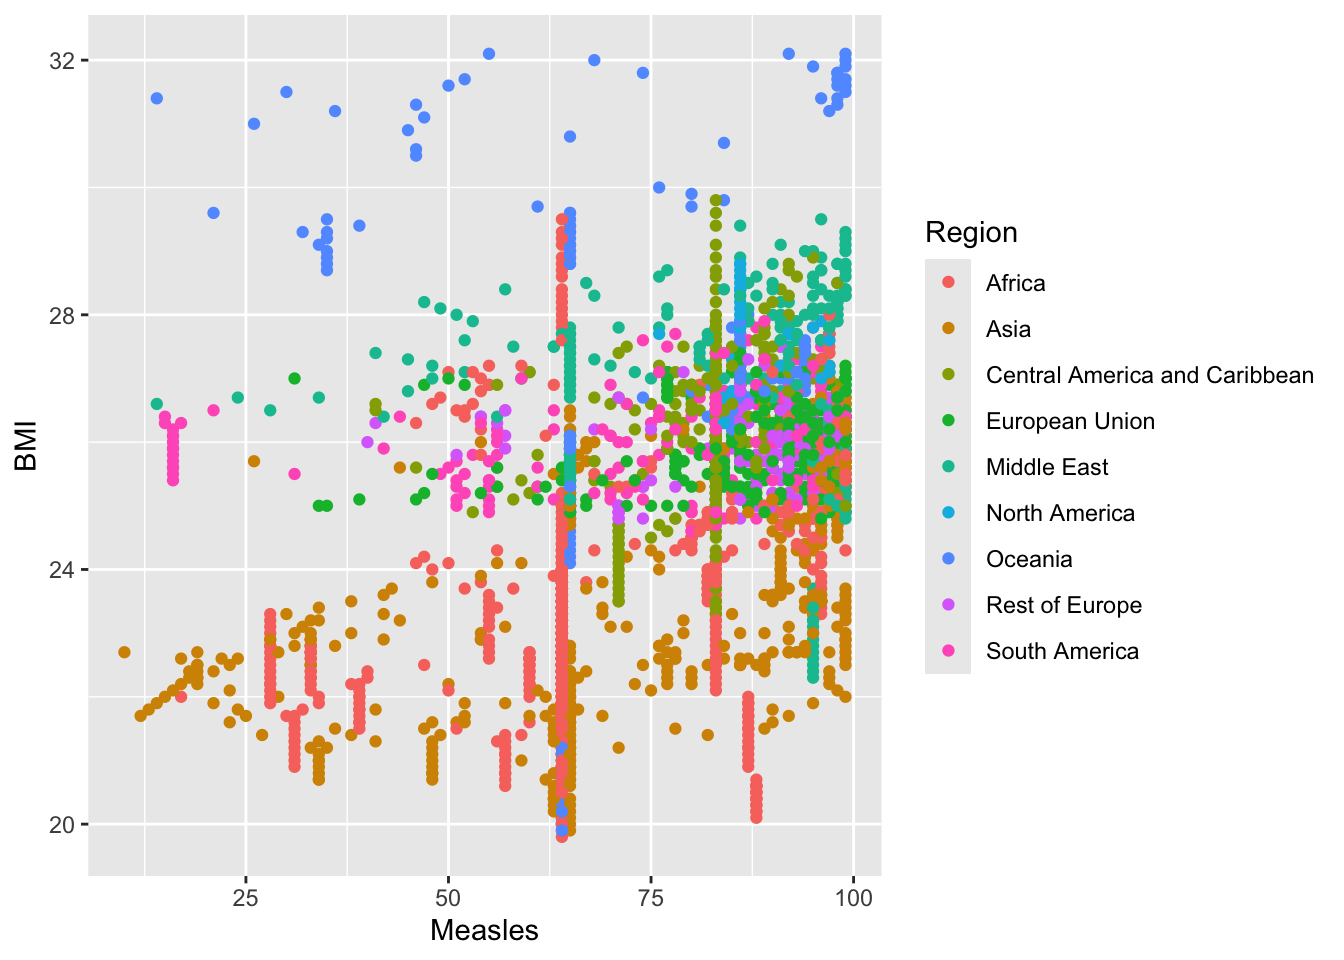 32
28
24
20
BMI
25
50
75
100
Measles
Region
Africa
Asia
Central America and Caribbean
European Union
Middle East
North America
Oceania
Rest of Europe
South America